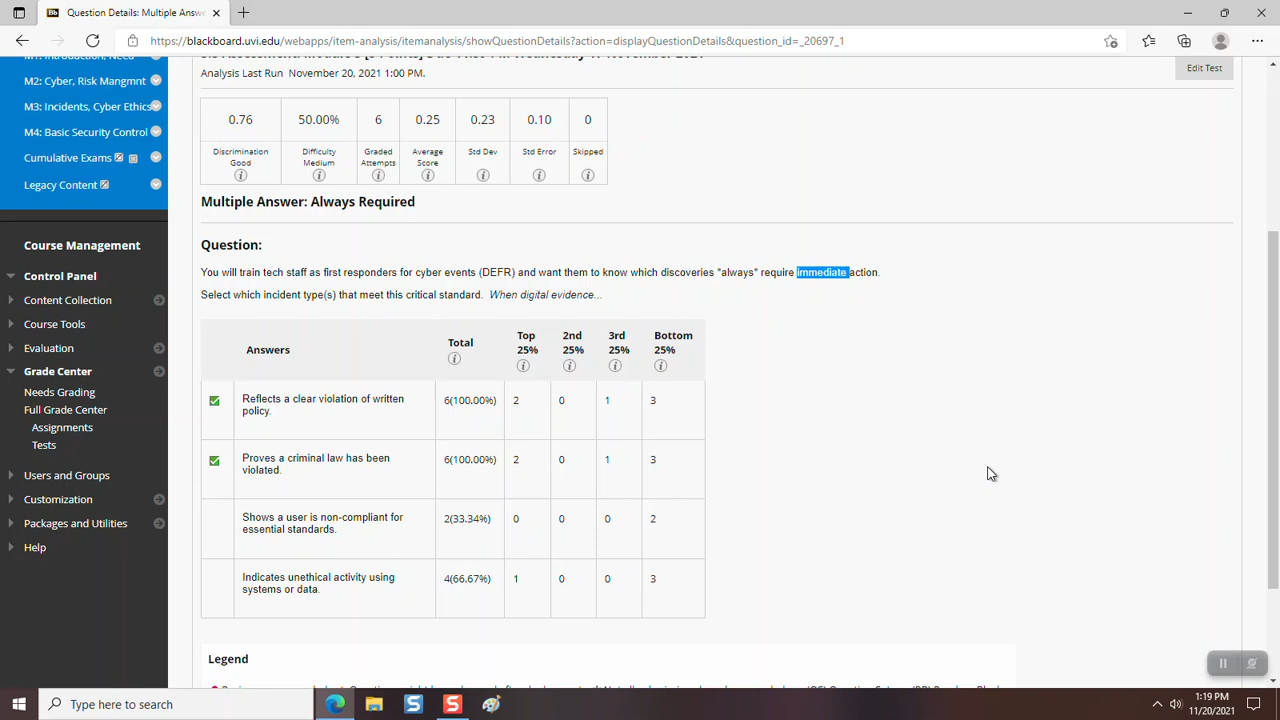 Question Details: Multiple Answ
https://blackboard.uvi.edu/webapps/item-analysis/itemanalysis/showQuestionDetails?action=displayQuestionDetails&question_id=_20697_1
M2: Cyber, Risk Mangmnt
M3: Incidents, Cyber Ethics
M4: Basic Security Control
Cumulative Exams
Legacy Content
Course Management
Control Panel
Content Collection
Course Tools
Evaluation
Grade Center
Needs Grading
Full Grade Center
Assignments
Tests
Users and Groups
Customization
Packages and Utilities
Help
Analysis Last Run November 20, 2021 1:00 PM.
Edit Test
0.76 50.00% 6 0.25 0.23 0.10 0
Discrimination Difficulty Graded Average Std Dev Std Error Skipped
Good Medium Attempts Score
Multiple Answer: Always Required
Question:
You will train tech staff as first responders for cyber events (DEFR) and want them to know which discoveries "always" require immediate action.
Select which incident type(s) that meet this critical standard. When digital evidence...
Answers Total Top 25% 2nd 25% 3rd 25% Bottom 25%
Reflects a clear violation of written 6(100.00%) 2 0 1 3
policy.
Proves a criminal law has been 6(100.00%) 2 0 1 3
violated.
Shows a user is non-compliant for 2(33.34%) 0 0 0 2
essential standards.
Indicates unethical activity using 4(66.67%) 1 0 0 3
systems or data.
Legend
Type here to search
1:19 PM
11/20/2021